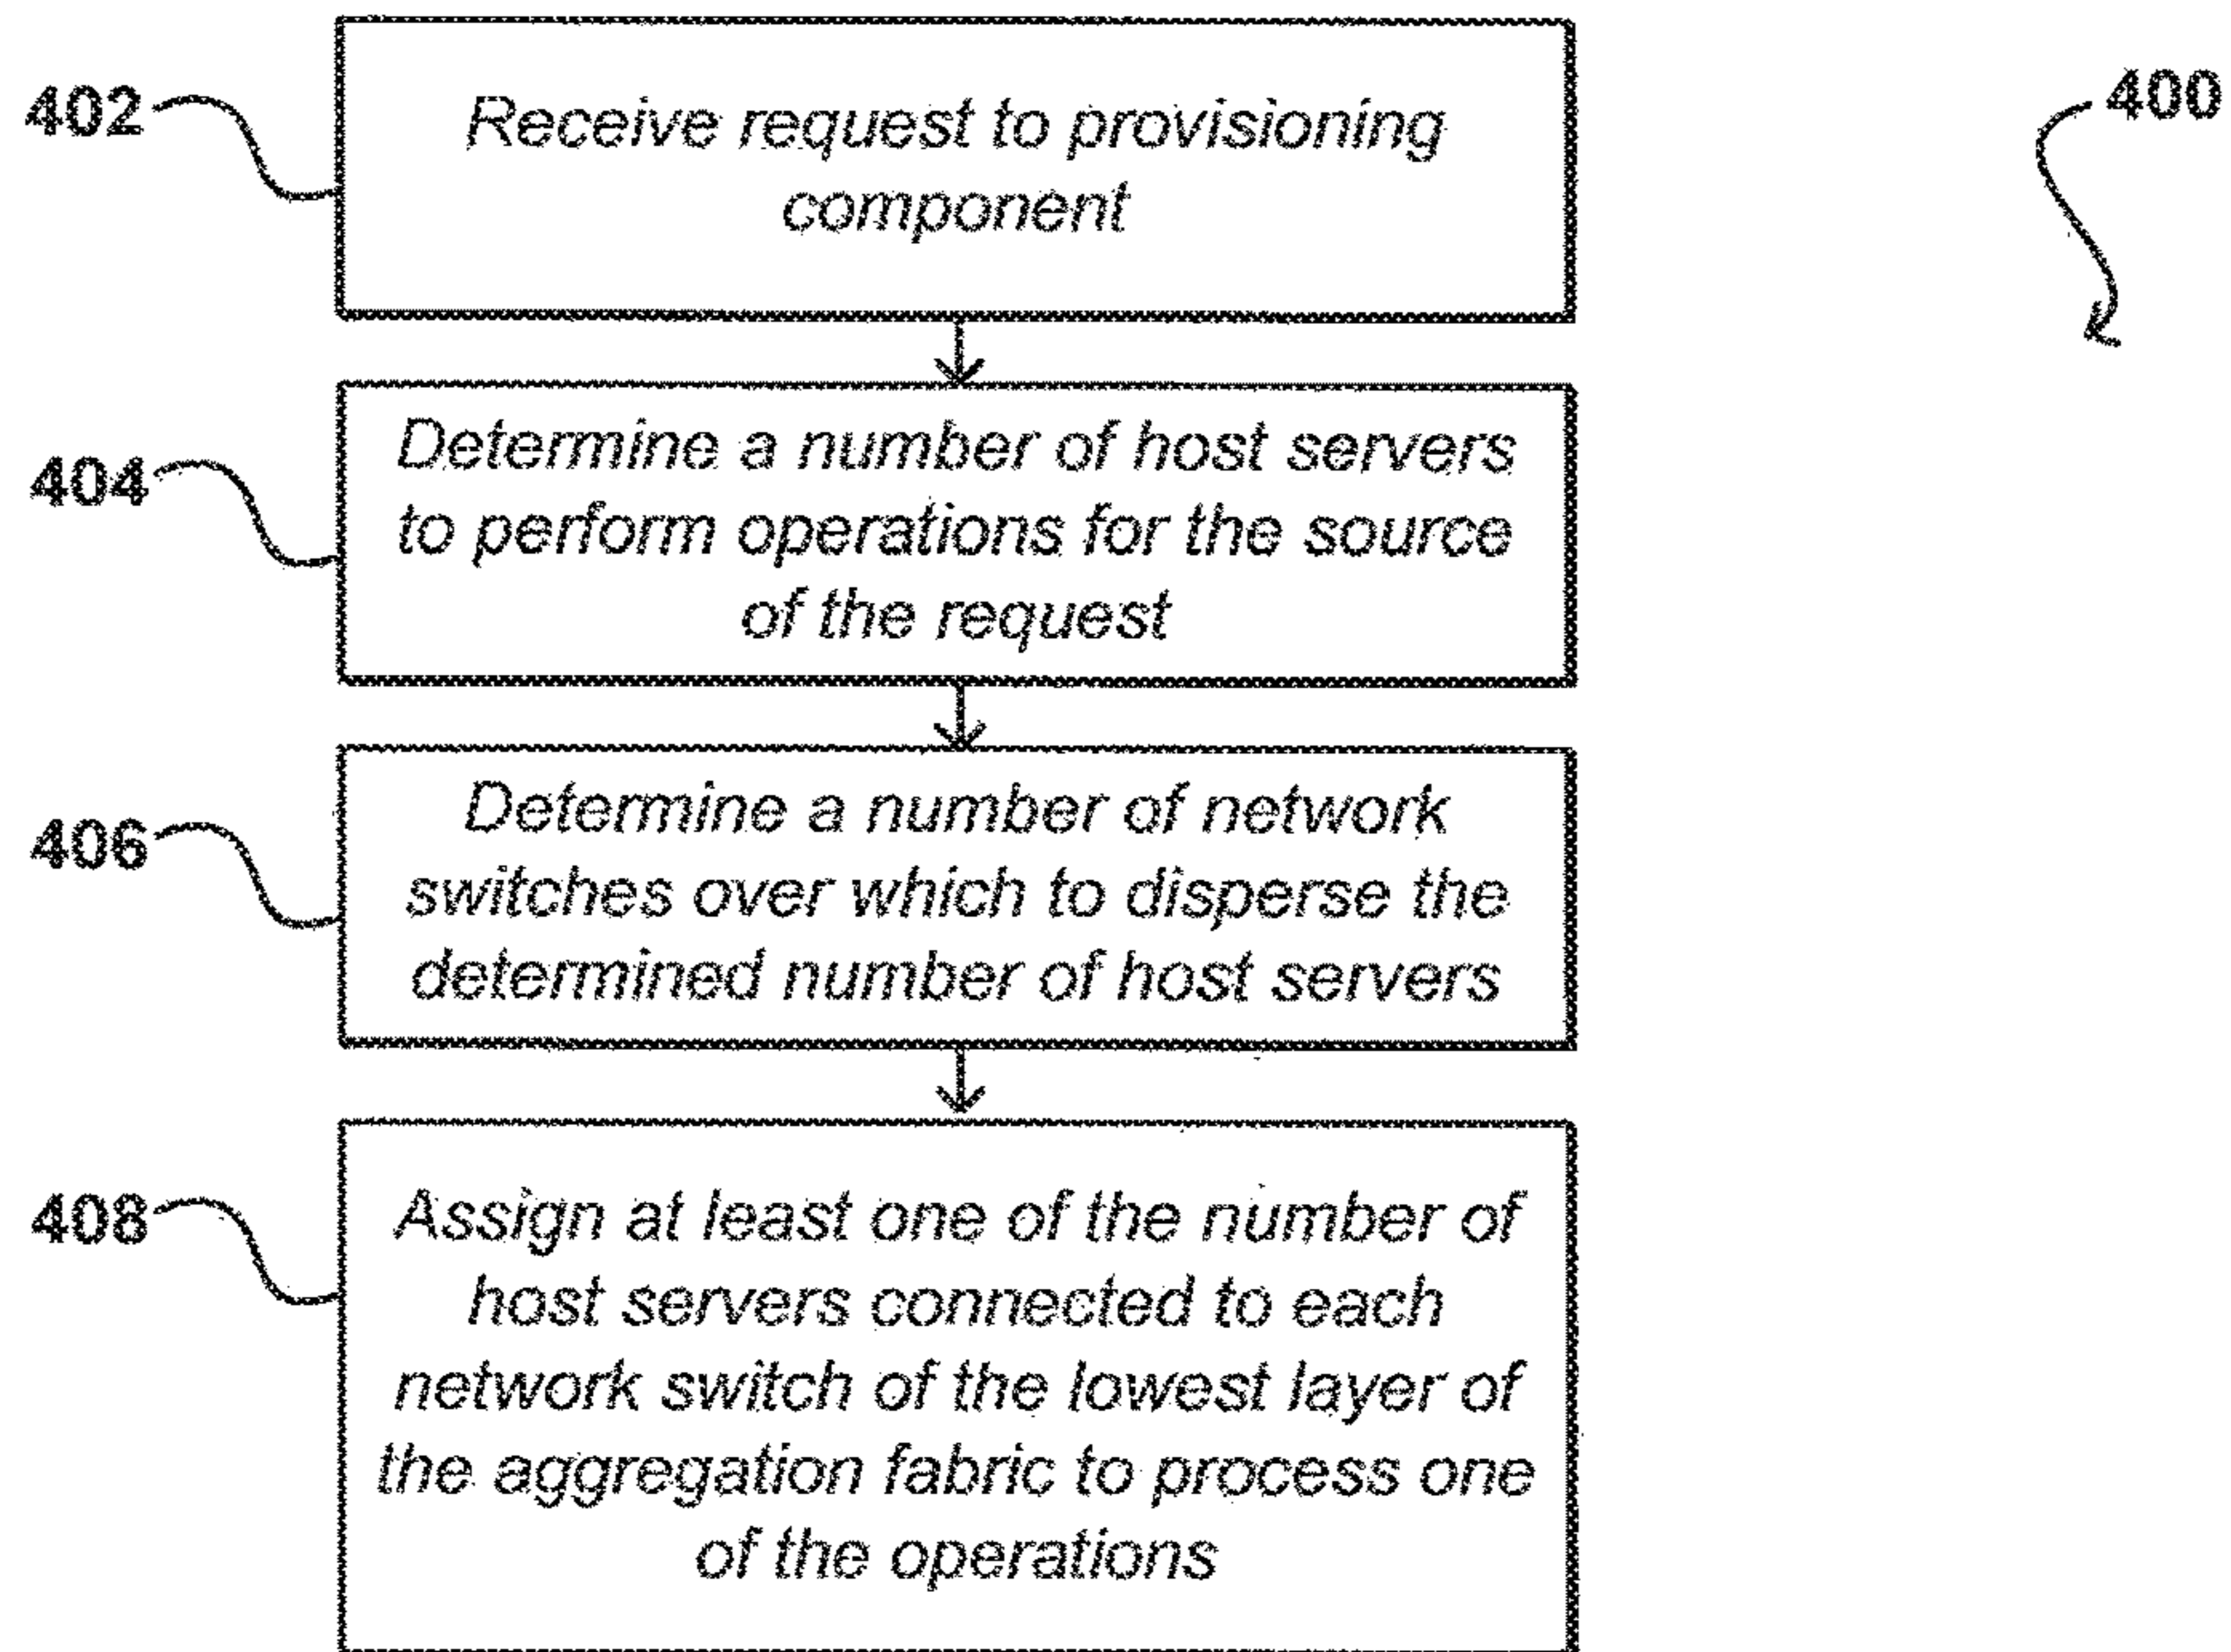 402
Receive request to provisioning
component
400
404
Determine a number of host servers
to perform operations for the source
of the request
406
Determine a number of network
switches over which to disperse the
determined number of host servers
408
Assign at least one of the number of
host servers connected to each
network switch of the lowest layer of
the aggregation fabric to process one
of the operations